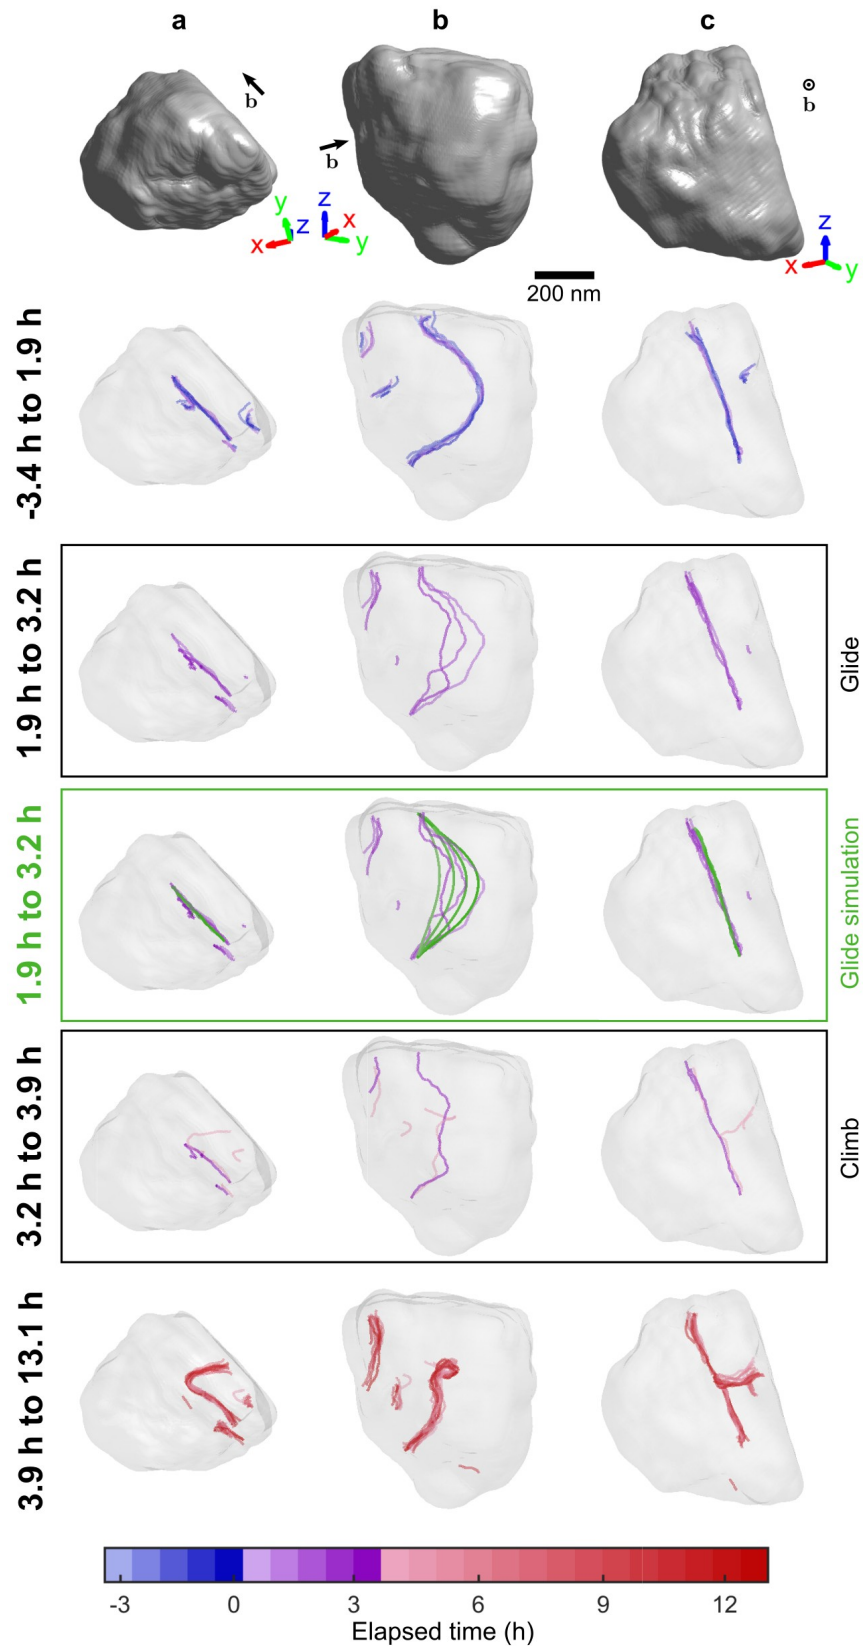 a b c
b
b
b
y z x
z x y
z x y
200 nm
-3.4 h to 1.9 h
1.9 h to 3.2 h
Glide
1.9 h to 3.2 h
Glide simulation
3.2 h to 3.9 h
Climb
3.9 h to 13.1 h
-3 0 3 6 9 12
Elapsed time (h)